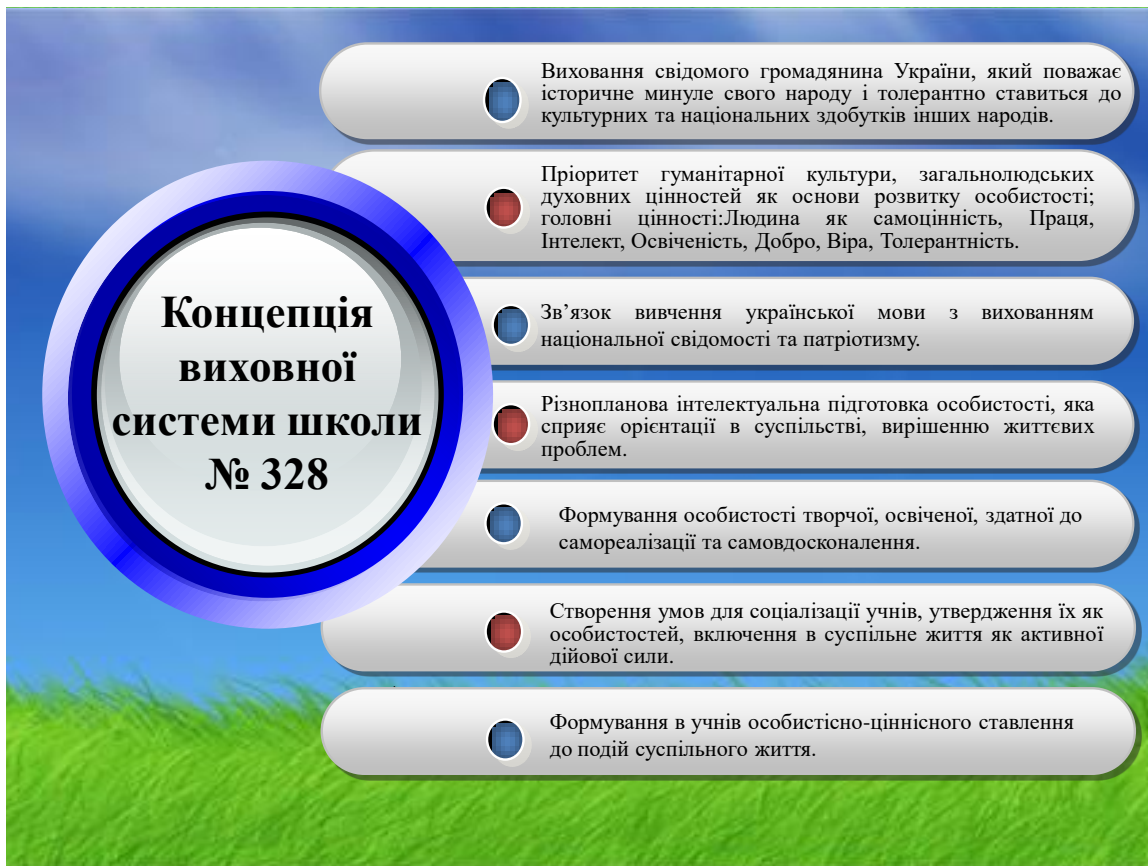 Концепція
виховної
системи школи
№ 328
Виховання свідомого громадянина України, який поважає
історичне минуле свого народу і толерантно ставиться до
культурних та національних здобутків інших народів.
Пріоритет гуманітарної культури, загальнолюдських
духовних цінностей як основи розвитку особистості;
головні цінності:Людина як самоцінність, Праця,
Інтелект, Освіченість, Добро, Віра, Толерантність.
Зв’язок вивчення української мови з вихованням
національної свідомості та патріотизму.
Різнопланова інтелектуальна підготовка особистості, яка
сприяє орієнтації в суспільстві, вирішенню життєвих
проблем.
Формування особистості творчої, освіченої, здатної до
самореалізації та самовдосконалення.
Створення умов для соціалізації учнів, утвердження їх як
особистостей, включення в суспільне життя як активної
дійової сили.
Формування в учнів особистісно-ціннісного ставлення
до подій суспільного життя.